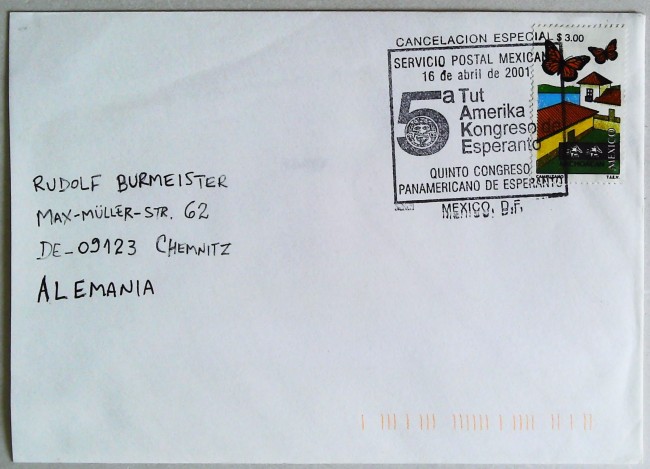 CANCELACION ESPECIAL
$ 3.00
SERVICIO POSTAL MEXICANO
16 de abril de 2001
5a Tut
Amerika
Kongreso de
Esperanto
MEXICO
QUINTO CONGRESO
PANAMERICANO DE ESPERANTO
MEXICO, D.F.
RUDOLF BURMEISTER
MAX-MÜLLER-STR. 62
DE-09123 CHEMNITZ
ALEMANIA